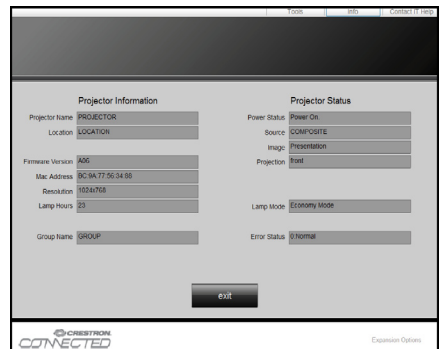 Tools Info Contact IT Help
Projector Information
Projector Name PROJECTOR
Location LOCATION
Firmware Version A06
Mac Address BC:9A:77:56:34:88
Resolution 1024x768
Lamp Hours 23
Group Name GROUP
Projector Status
Power Status Power On
Source COMPOSITE
Image Presentation
Projection front
Lamp Mode Economy Mode
Error Status 0:Normal
exit
CRESTRON
CONNECTED
Expansion Options